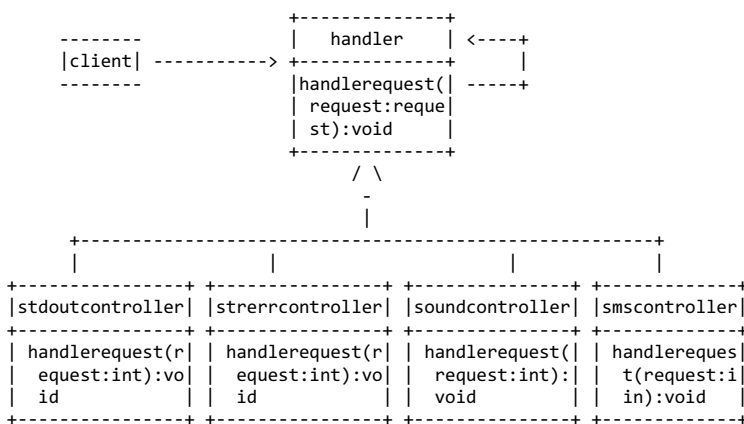 handler
client
handlerequest(
request:reque
st):void
stdoutcontroller strerrcontroller soundcontroller smscontroller
handlerequest(r handlerequest(r handlerequest( handlereques
equest:int):vo equest:int):vo request:int): t(request:i
id id void in):void